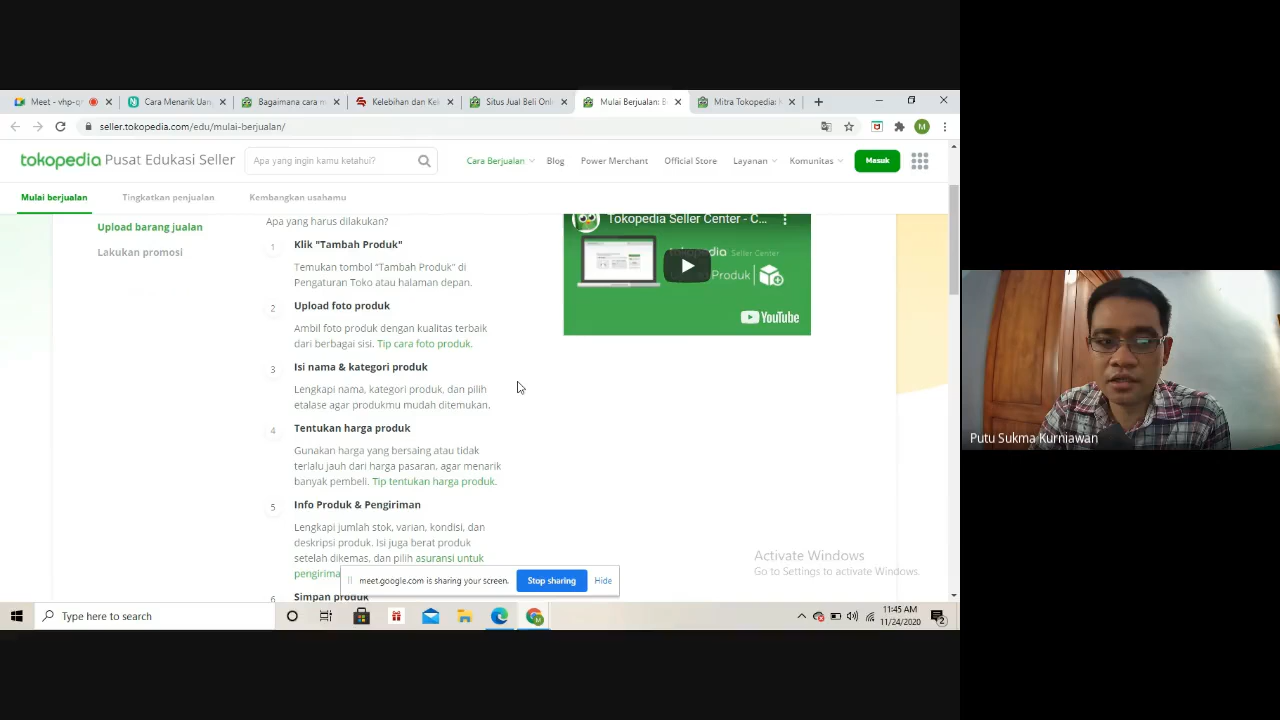 Meet - vhp-q
Cara Menarik Uan
Bagaimana cara m
Kelebihan dan Kel
Situs Jual Beli Onl
Mulai Berjualan: B
Mitra Tokopedia: 
seller.tokopedia.com/edu/mulai-berjualan/
M
tokopedia Pusat Edukasi Seller
Apa yang ingin kamu ketahui?
Cara Berjualan
Blog
Power Merchant
Official Store
Layanan
Komunitas
Masuk
Mulai berjualan
Tingkatkan penjualan
Kembangkan usahamu
Upload barang jualan
Lakukan promosi
Apa yang harus dilakukan?
1 Klik "Tambah Produk"
Temukan tombol "Tambah Produk" di
Pengaturan Toko atau halaman depan.
2 Upload foto produk
Ambil foto produk dengan kualitas terbaik
dari berbagai sisi. Tip cara foto produk.
3 Isi nama & kategori produk
Lengkapi nama, kategori produk, dan pilih
etalase agar produkmu mudah ditemukan.
4 Tentukan harga produk
Gunakan harga yang bersaing atau tidak
terlalu jauh dari harga pasaran, agar menarik
banyak pembeli. Tip tentukan harga produk.
5 Info Produk & Pengiriman
Lengkapi jumlah stok, varian, kondisi, dan
deskripsi produk. Isi juga berat produk
setelah dikemas, dan pilih asuransi untuk
pengirima
6 Simpan produk
Tokopedia Seller Center - C...
Seller Center
Produk
YouTube
Activate Windows
Go to Settings to activate Windows.
meet.google.com is sharing your screen.
Stop sharing
Hide
Type here to search
11:45 AM
11/24/2020
2
Putu Sukma Kurniawan